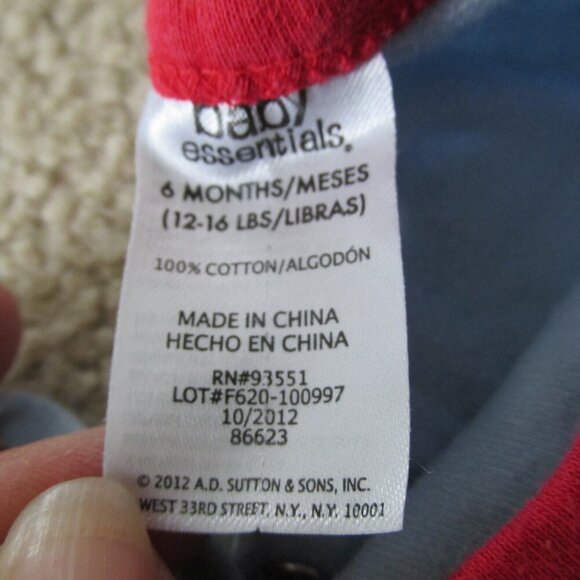 baby
essentials®
6 MONTHS/MESES
(12-16 LBS/LIBRAS)
100% COTTON/ALGODÓN
MADE IN CHINA
HECHO EN CHINA
RN#93551
LOT#F620-100997
10/2012
86623
© 2012 A.D. SUTTON & SONS, INC.
WEST 33RD STREET, N.Y., N.Y. 10001